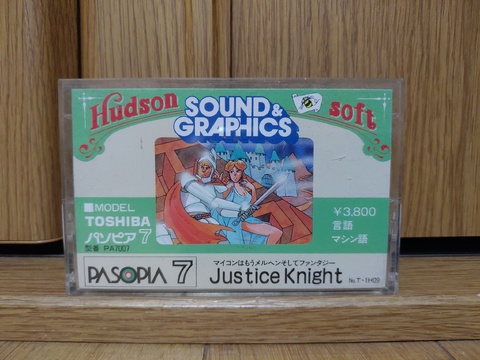 Hudson soft
SOUND &
GRAPHICS
■MODEL
TOSHIBA
パソピア7
型番 PA7007
¥3,800
言語
マシン語
PASOPIA 7
マイコンはもうメルヘンそしてファンタジー
Justice Knight